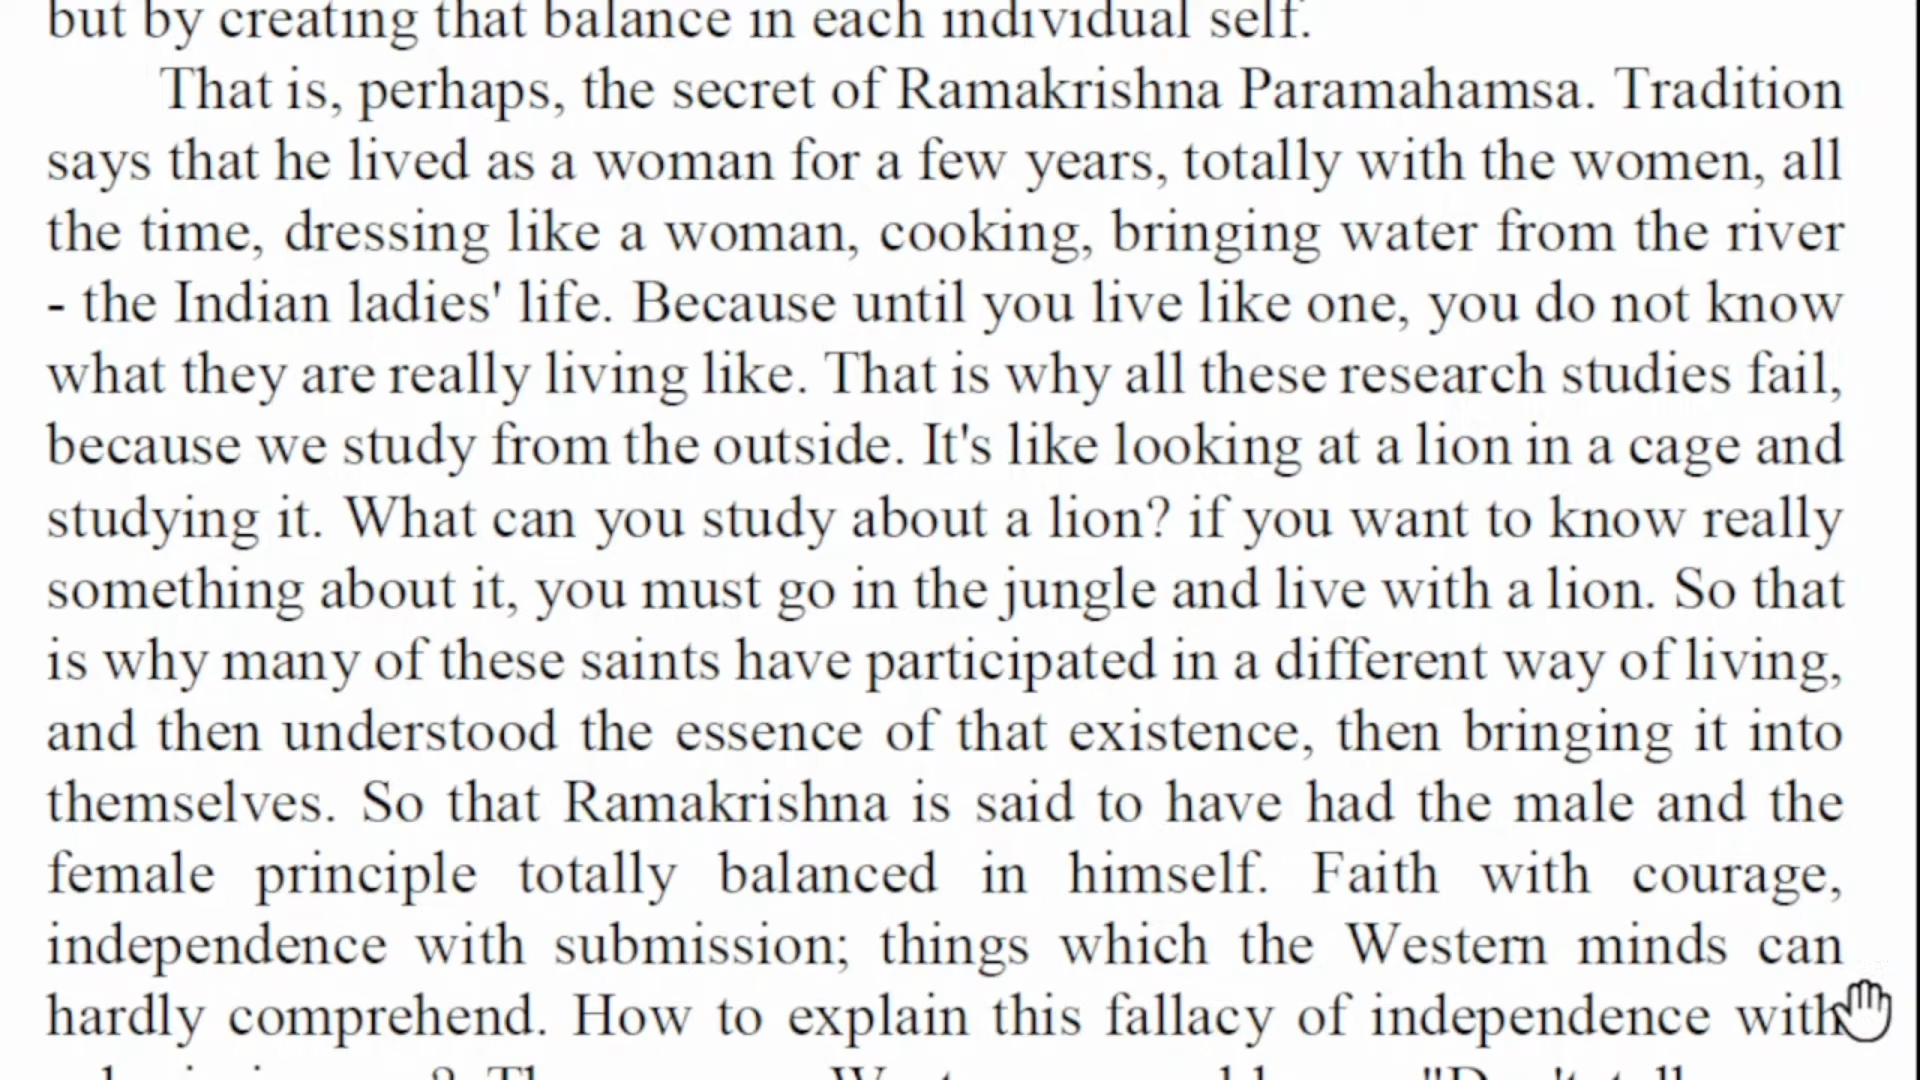 but by creating that balance in each individual self.
That is, perhaps, the secret of Ramakrishna Paramahamsa. Tradition
says that he lived as a woman for a few years, totally with the women, all
the time, dressing like a woman, cooking, bringing water from the river
- the Indian ladies' life. Because until you live like one, you do not know
what they are really living like. That is why all these research studies fail,
because we study from the outside. It's like looking at a lion in a cage and
studying it. What can you study about a lion? if you want to know really
something about it, you must go in the jungle and live with a lion. So that
is why many of these saints have participated in a different way of living,
and then understood the essence of that existence, then bringing it into
themselves. So that Ramakrishna is said to have had the male and the
female principle totally balanced in himself. Faith with courage,
independence with submission; things which the Western minds can
hardly comprehend. How to explain this fallacy of independence with